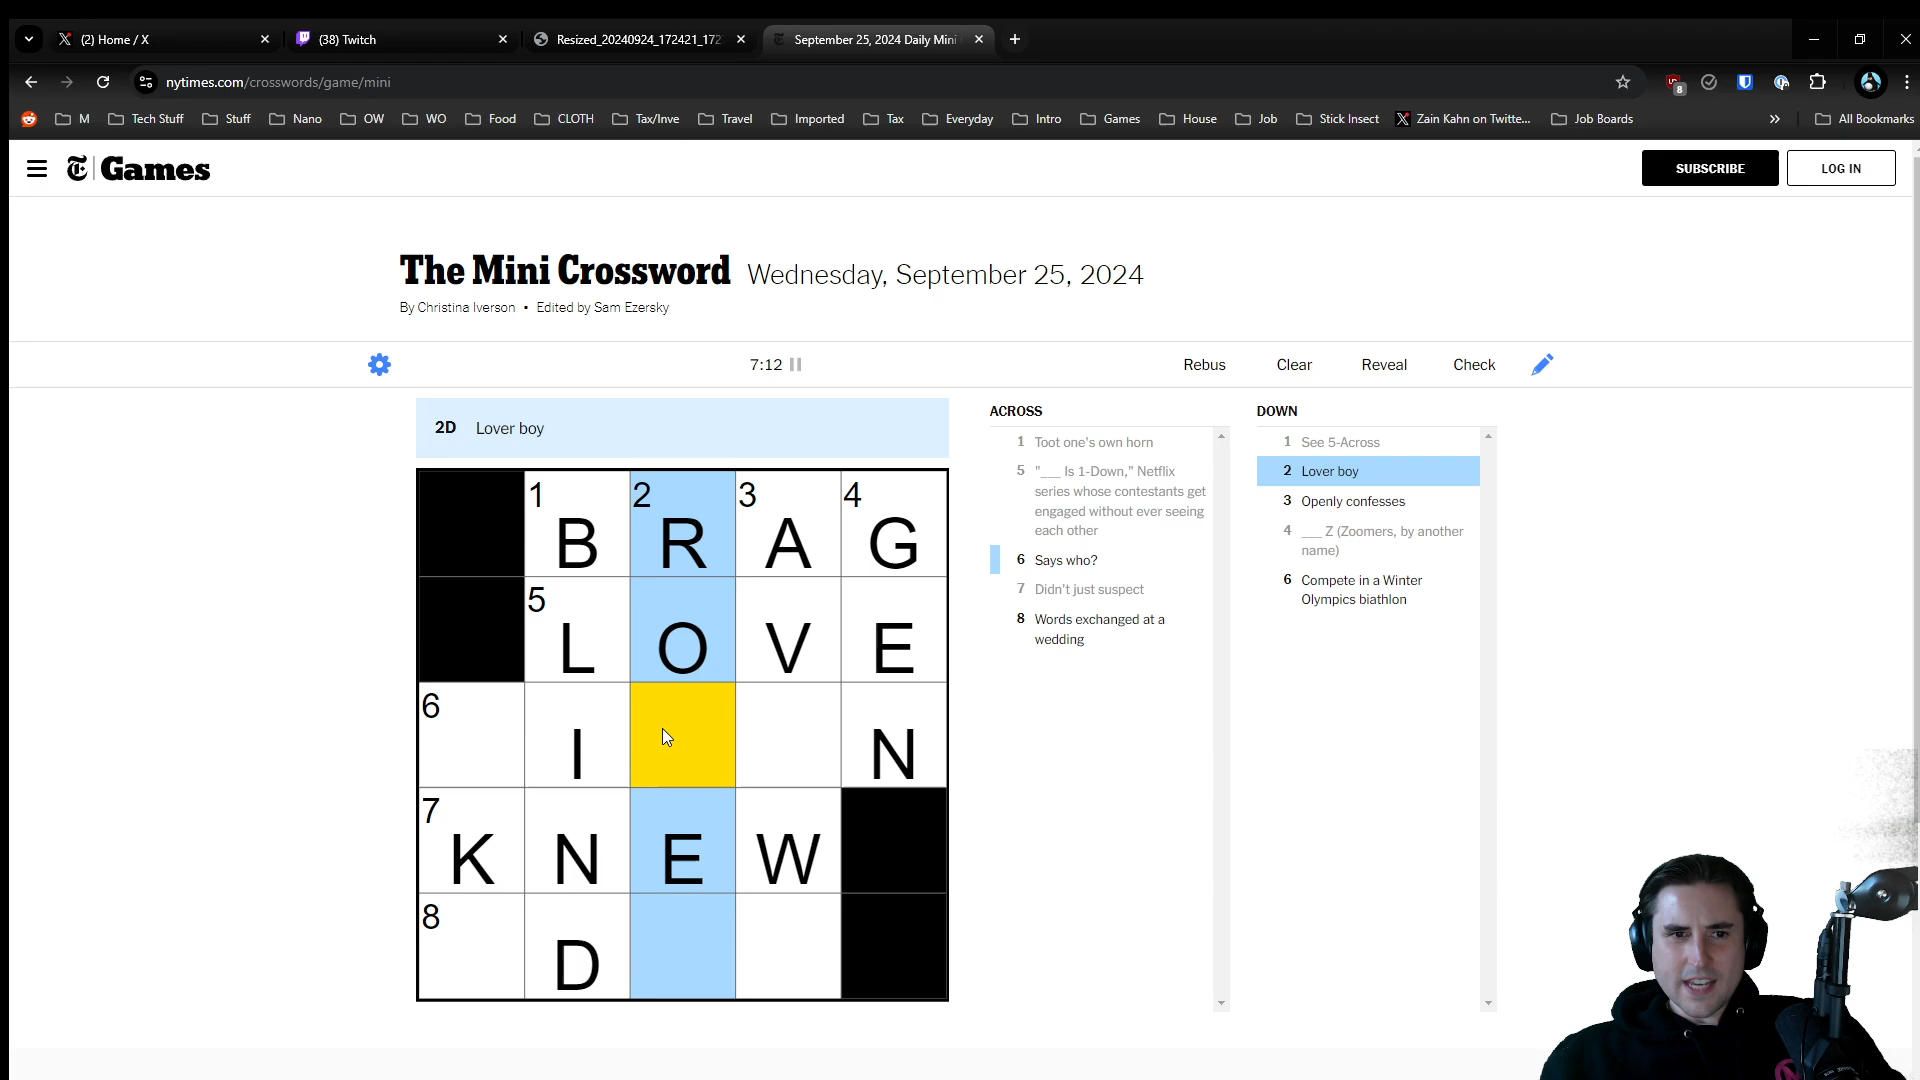 (2) Home / X
(38) Twitch
Resized_20240924_172421_172
September 25, 2024 Daily Mini
nytimes.com/crosswords/game/mini
8
M
Tech Stuff
Stuff
Nano
OW
WO
Food
CLOTH
Tax/Inve
Travel
Imported
Tax
Everyday
Intro
Games
House
Job
Stick Insect
Zain Kahn on Twitte...
Job Boards
All Bookmarks
T Games
SUBSCRIBE
LOG IN
The Mini Crossword Wednesday, September 25, 2024
By Christina Iverson • Edited by Sam Ezersky
7:12
Rebus
Clear
Reveal
Check
2D Lover boy
1 B
2 R
3 A
4 G
5 L
O
V
E
6
I
N
7 K
N
E
W
8
D
ACROSS
1 Toot one's own horn
5 "___ Is 1-Down," Netflix
series whose contestants get
engaged without ever seeing
each other
6 Says who?
7 Didn't just suspect
8 Words exchanged at a
wedding
DOWN
1 See 5-Across
2 Lover boy
3 Openly confesses
4 ___ Z (Zoomers, by another
name)
6 Compete in a Winter
Olympics biathlon